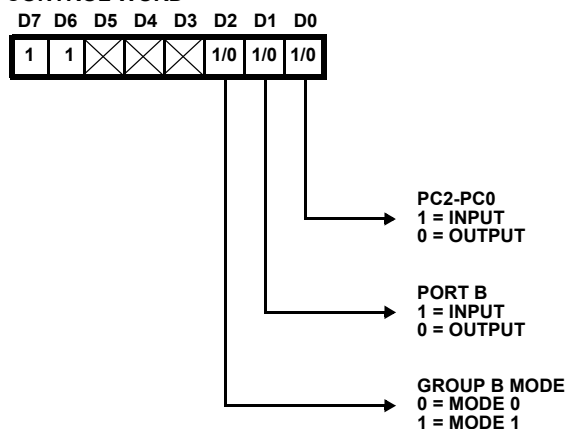 D7 D6 D5 D4 D3 D2 D1 D0
1 1 1/0 1/0 1/0
PC2-PC0
1 = INPUT
0 = OUTPUT
PORT B
1 = INPUT
0 = OUTPUT
GROUP B MODE
0 = MODE 0
1 = MODE 1